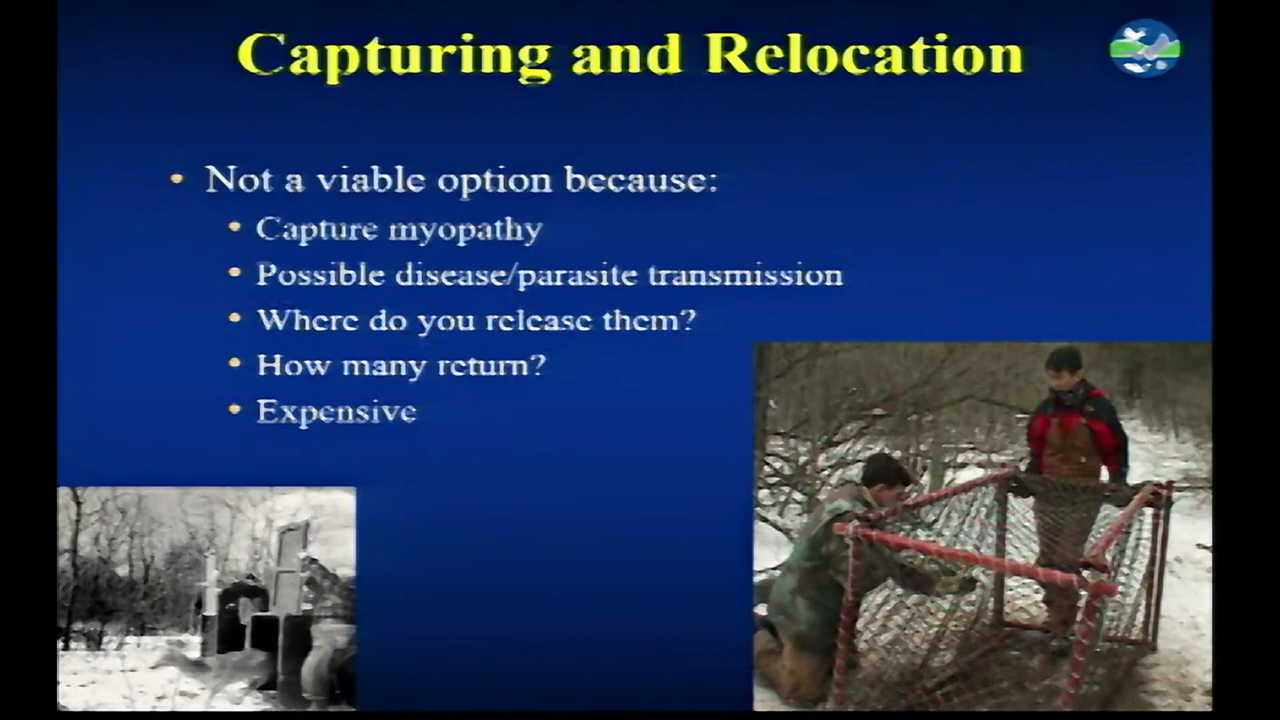 Capturing and Relocation
• Not a viable option because:
• Capture myopathy
• Possible disease/parasite transmission
• Where do you release them?
• How many return?
• Expensive